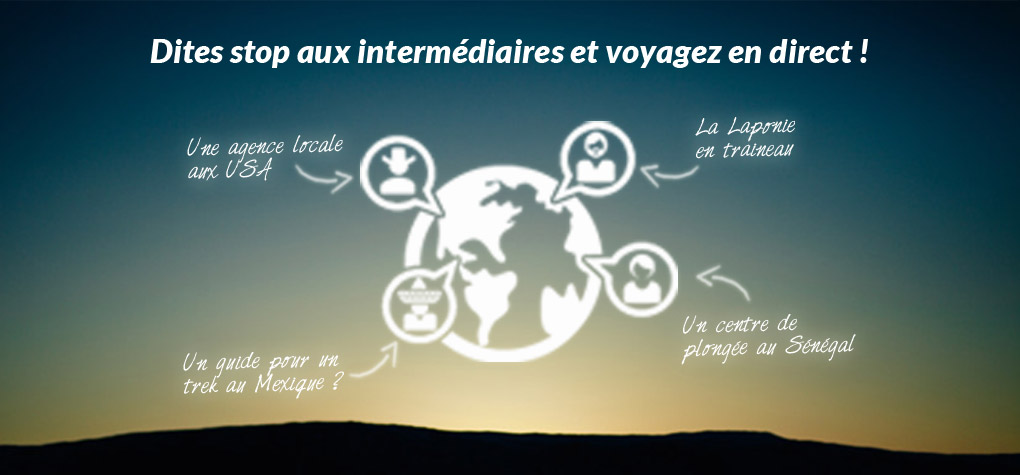 Dites stop aux intermédiaires et voyagez en direct !
Une agence locale
aux USA
La Laponie
en traineau
Un guide pour un
trek au Mexique ?
Un centre de
plongée au Sénégal